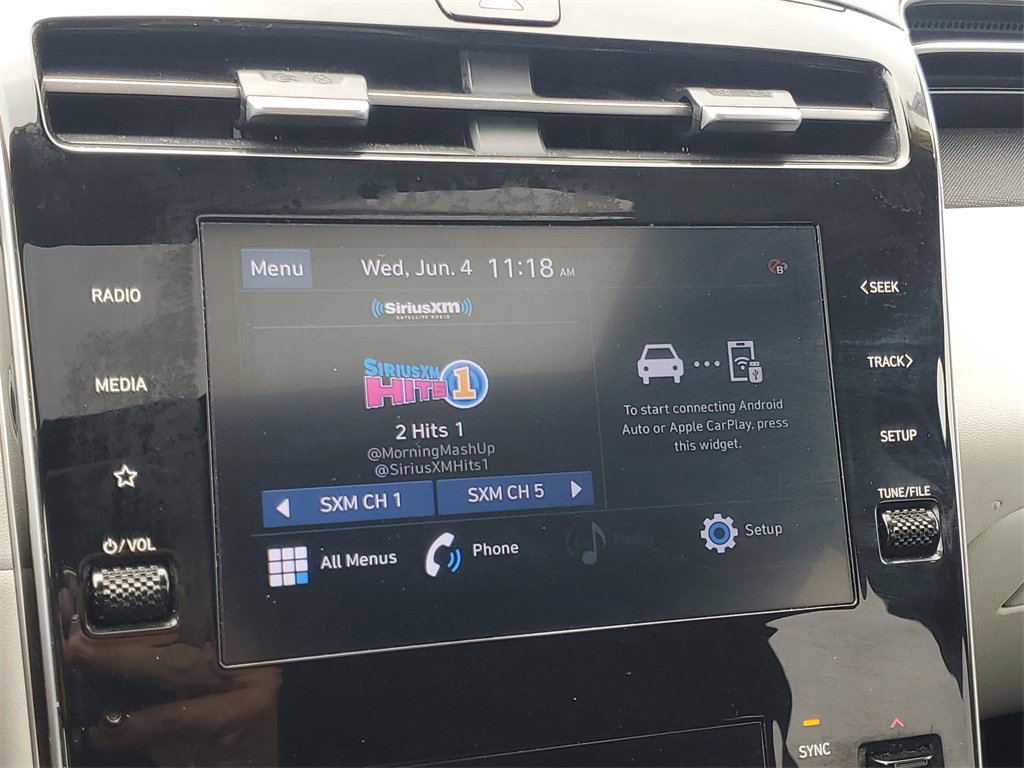 Menu
Wed, Jun. 4 11:18 AM
B
((SiriusXM))
SATELLITE RADIO
SIRIUSXM
HITS 1
2 Hits 1
@MorningMashUp
@SiriusXMHits1
SXM CH 1
SXM CH 5
To start connecting Android
Auto or Apple CarPlay, press
this widget.
All Menus
Phone
Media
Setup
RADIO
MEDIA
/VOL
<SEEK
TRACK>
SETUP
TUNE/FILE
SYNC